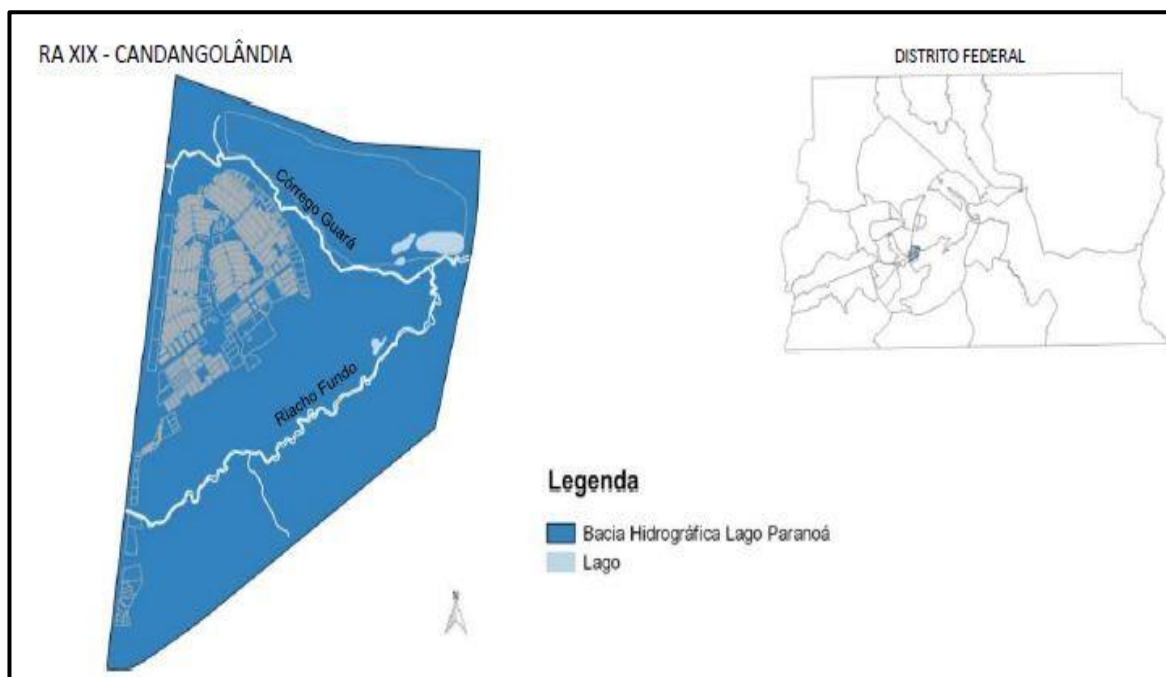 RA XIX - CANDANGOLÂNDIA
DISTRITO FEDERAL
Córrego Guará
Riacho Fundo
Legenda
Bacia Hidrográfica Lago Paranoá
Lago
N